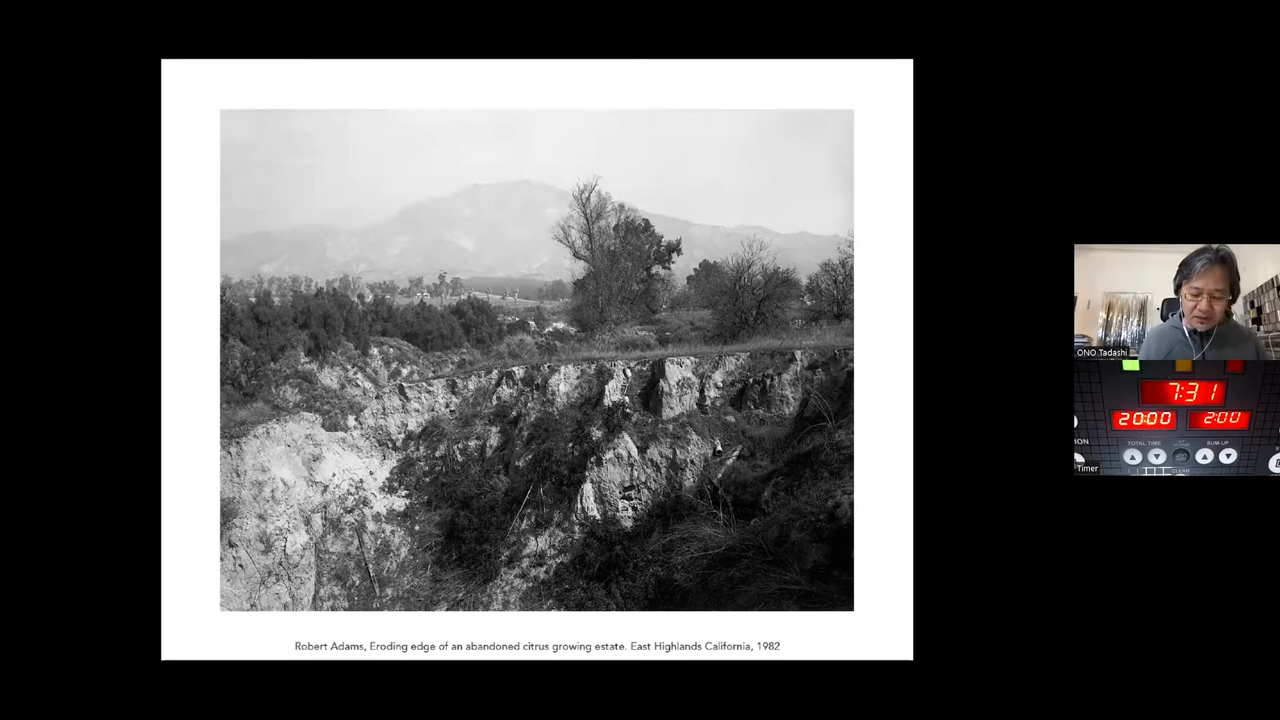 Robert Adams, Eroding edge of an abandoned citrus growing estate. East Highlands California, 1982
ONO Tadashi
7:31
20:00 2:00
TOTAL TIME SUM-UP
CLEAR
Timer